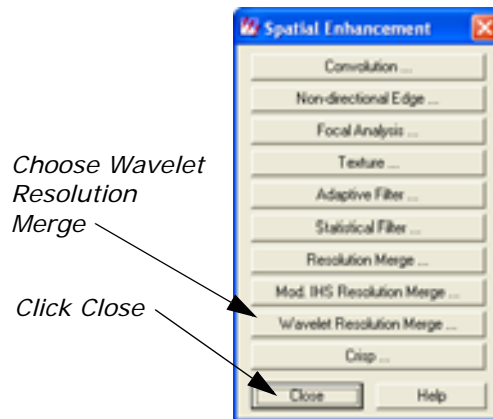 Spatial Enhancement
Convolution ...
Non-directional Edge ...
Focal Analysis ...
Texture ...
Adaptive Filter ...
Statistical Filter ...
Resolution Merge ...
Mod. IHS Resolution Merge ...
Wavelet Resolution Merge ...
Crisp ...
Close
Help
Choose Wavelet
Resolution
Merge
Click Close